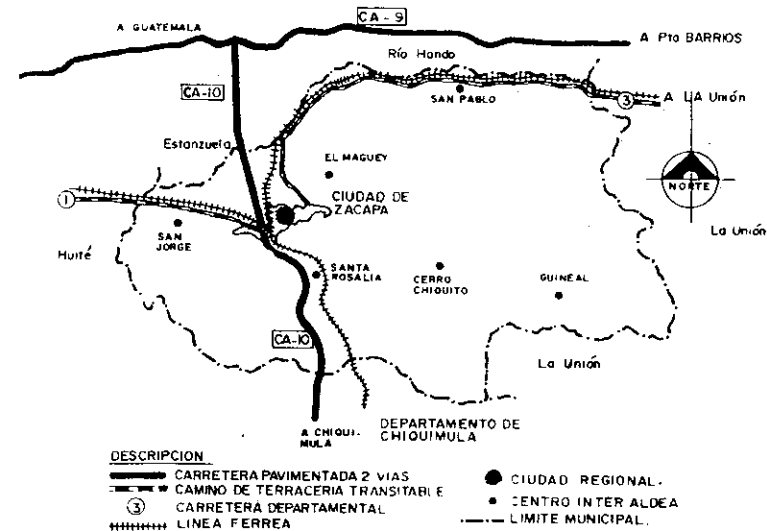 CA-9
A GUATEMALA
A Pto BARRIOS
Río Hondo
CA-10
SAN PABLO
A LA Unión
3
Estanzuela
EL MAGUEY
NORTE
CIUDAD DE
ZACAPA
1
La Unión
SAN
JORGE
Huité
SANTA
ROSALIA
CERRO
CHIQUITO
GUINEAL
CA-10
La Unión
A CHIQUI-
MULA
DEPARTAMENTO DE
CHIQUIMULA
DESCRIPCION
CARRETERA PAVIMENTADA 2 VIAS
CAMINO DE TERRACERIA TRANSITABLE
3 CARRETERA DEPARTAMENTAL
LINEA FERREA
CIUDAD REGIONAL.
CENTRO INTER ALDEA
LIMITE MUNICIPAL.